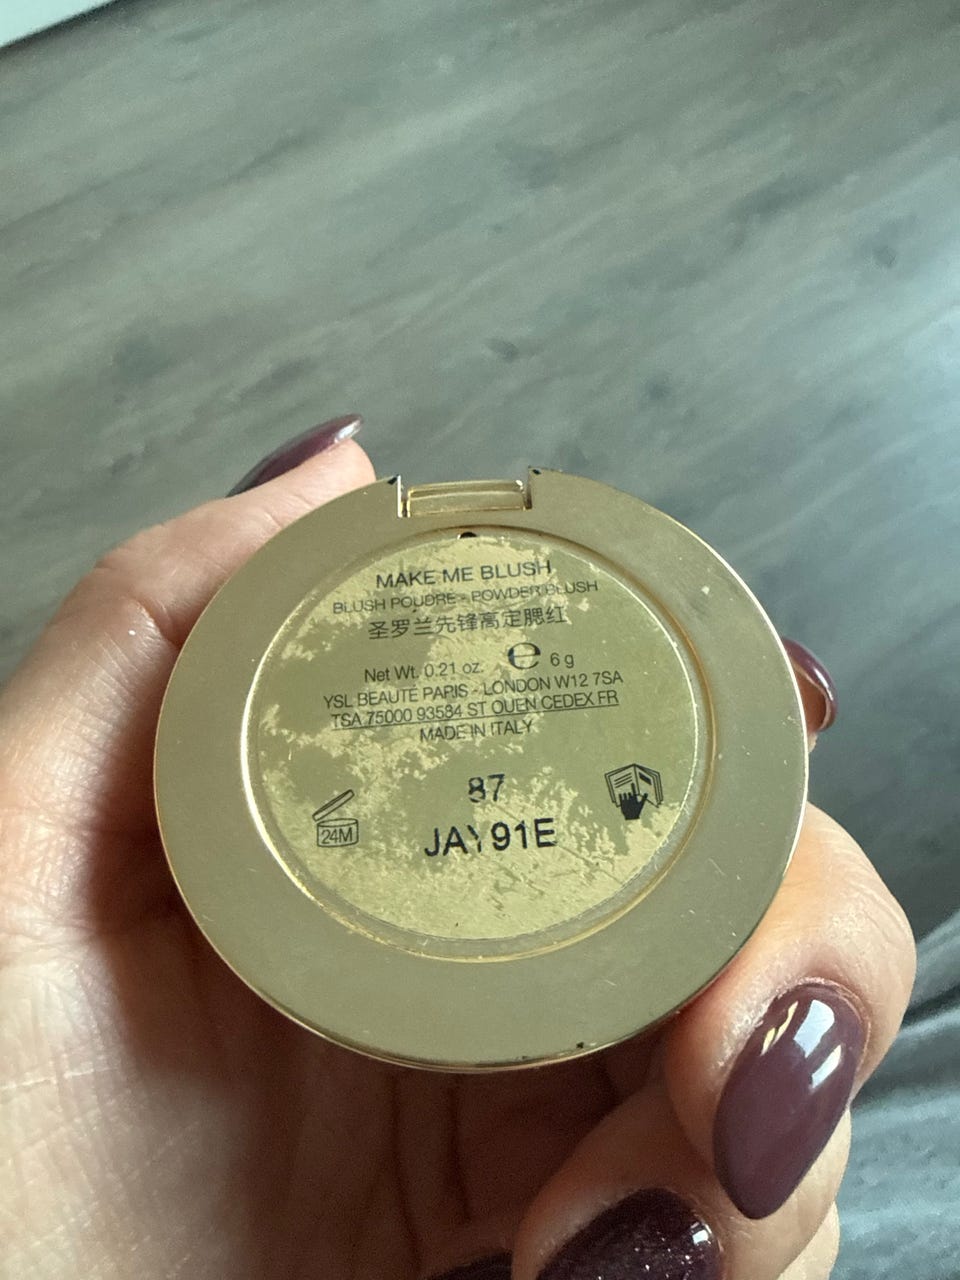 MAKE ME BLUSH
BLUSH POUDRE - POWDER BLUSH
圣罗兰先锋高定腮红
Net Wt. 0.21 oz. ℮ 6 g
YSL BEAUTÉ PARIS - LONDON W12 7SA
TSA 75000 93584 ST OUEN CEDEX FR
MADE IN ITALY
87
24M
JAY91E